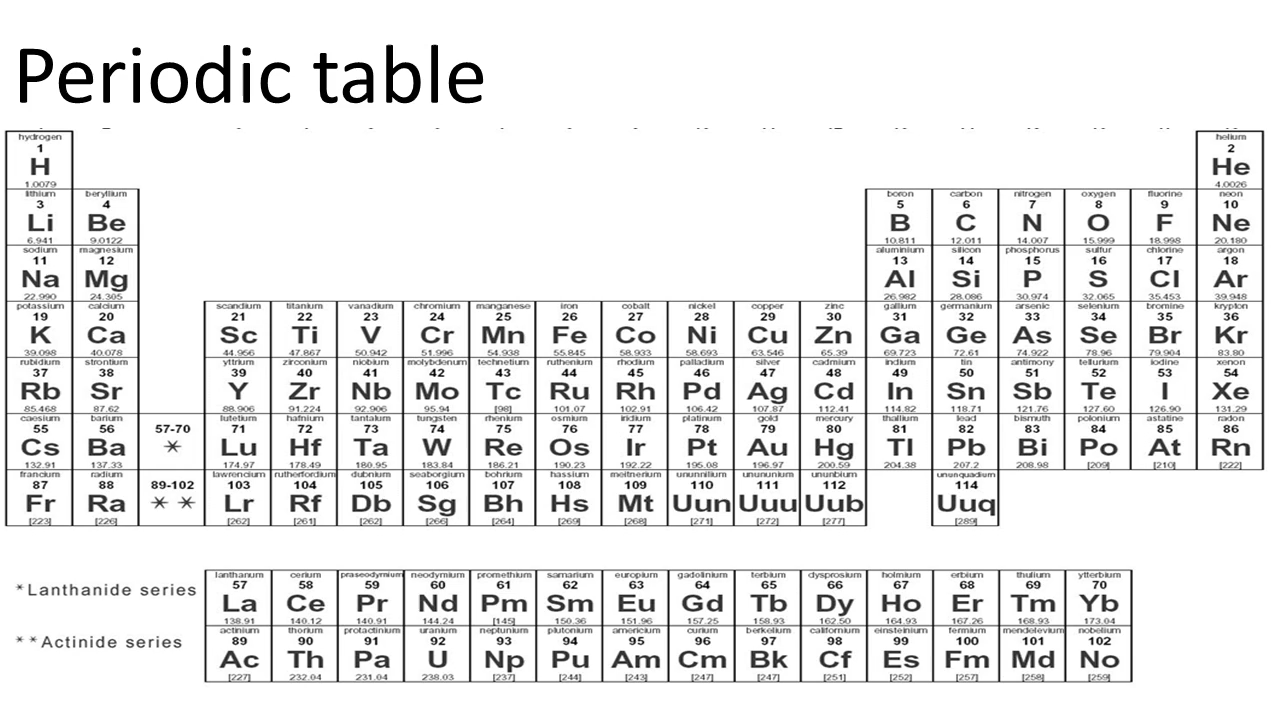 Periodic table
hydrogen helium
1 2
H He
1.0079 4.0026
lithium beryllium boron carbon nitrogen oxygen fluorine neon
3 4 5 6 7 8 9 10
Li Be B C N O F Ne
6.941 9.0122 10.811 12.011 14.007 15.999 18.998 20.180
sodium magnesium aluminium silicon phosphorus sulfur chlorine argon
11 12 13 14 15 16 17 18
Na Mg Al Si P S Cl Ar
22.990 24.305 26.982 28.086 30.974 32.065 35.453 39.948
potassium calcium scandium titanium vanadium chromium manganese iron cobalt nickel copper zinc gallium germanium arsenic selenium bromine krypton
19 20 21 22 23 24 25 26 27 28 29 30 31 32 33 34 35 36
K Ca Sc Ti V Cr Mn Fe Co Ni Cu Zn Ga Ge As Se Br Kr
39.098 40.078 44.956 47.867 50.942 51.996 54.938 55.845 58.933 58.693 63.546 65.39 69.723 72.61 74.922 78.96 79.904 83.80
rubidium strontium yttrium zirconium niobium molybdenum technetium ruthenium rhodium palladium silver cadmium indium tin antimony tellurium iodine xenon
37 38 39 40 41 42 43 44 45 46 47 48 49 50 51 52 53 54
Rb Sr Y Zr Nb Mo Tc Ru Rh Pd Ag Cd In Sn Sb Te I Xe
85.468 87.62 88.906 91.224 92.906 95.94 [98] 101.07 102.91 106.42 107.87 112.41 114.82 118.71 121.76 127.60 126.90 131.29
caesium barium lutetium hafnium tantalum tungsten rhenium osmium iridium platinum gold mercury thallium lead bismuth polonium astatine radon
55 56 57-70 71 72 73 74 75 76 77 78 79 80 81 82 83 84 85 86
Cs Ba * Lu Hf Ta W Re Os Ir Pt Au Hg Tl Pb Bi Po At Rn
132.91 137.33 174.97 178.49 180.95 183.84 186.21 190.23 192.22 195.08 196.97 200.59 204.38 207.2 208.98 [209] [210] [222]
francium radium lawrencium rutherfordium dubnium seaborgium bohrium hassium meitnerium ununnilium unununium ununbium ununquadium
87 88 89-102 103 104 105 106 107 108 109 110 111 112 114
Fr Ra * * Lr Rf Db Sg Bh Hs Mt Uun Uuu Uub Uuq
[223] [226] [262] [261] [262] [266] [264] [269] [268] [271] [272] [277] [289]
lanthanum cerium praseodymium neodymium promethium samarium europium gadolinium terbium dysprosium holmium erbium thulium ytterbium
57 58 59 60 61 62 63 64 65 66 67 68 69 70
*Lanthanide series La Ce Pr Nd Pm Sm Eu Gd Tb Dy Ho Er Tm Yb
138.91 140.12 140.91 144.24 [145] 150.36 151.96 157.25 158.93 162.50 164.93 167.26 168.93 173.04
actinium thorium protactinium uranium neptunium plutonium americium curium berkelium californium einsteinium fermium mendelevium nobelium
89 90 91 92 93 94 95 96 97 98 99 100 101 102
**Actinide series Ac Th Pa U Np Pu Am Cm Bk Cf Es Fm Md No
[227] 232.04 231.04 238.03 [237] [244] [243] [247] [247] [251] [252] [257] [258] [259]